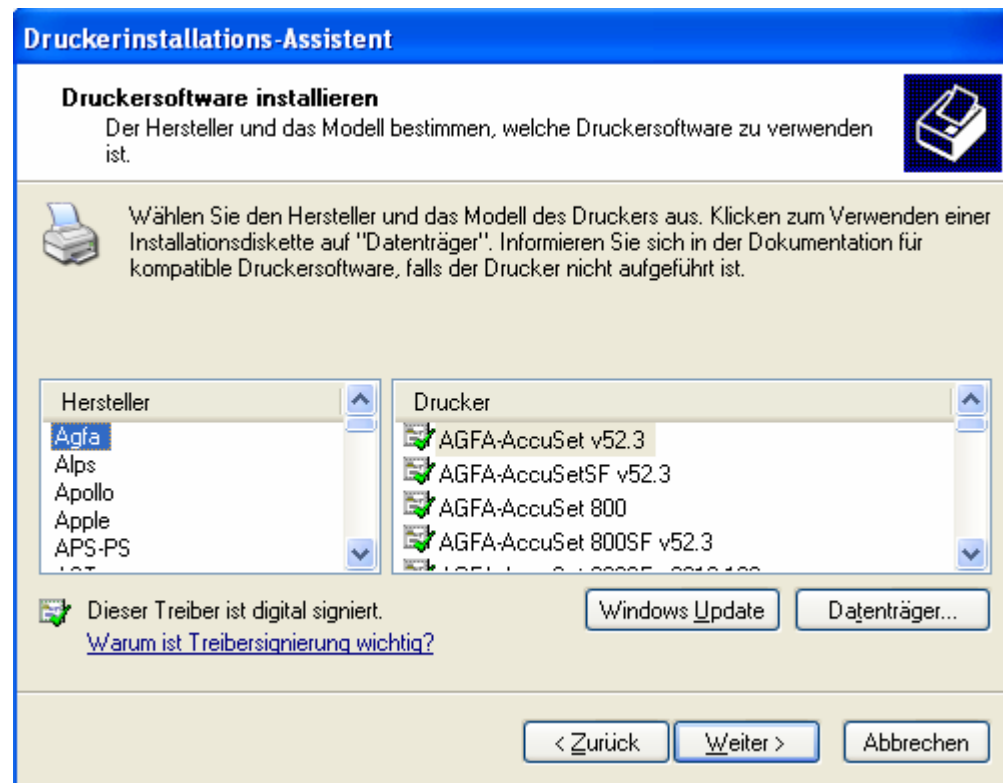 Druckerinstallations-Assistent
Druckersoftware installieren
Der Hersteller und das Modell bestimmen, welche Druckersoftware zu verwenden
ist.
Wählen Sie den Hersteller und das Modell des Druckers aus. Klicken zum Verwenden einer
Installationsdiskette auf "Datenträger". Informieren Sie sich in der Dokumentation für
kompatible Druckersoftware, falls der Drucker nicht aufgeführt ist.
Hersteller
Agfa
Alps
Apollo
Apple
APS-PS
Drucker
AGFA-AccuSet v52.3
AGFA-AccuSetSF v52.3
AGFA-AccuSet 800
AGFA-AccuSet 800SF v52.3
Dieser Treiber ist digital signiert.
Warum ist Treibersignierung wichtig?
Windows Update
Datenträger...
< Zurück
Weiter >
Abbrechen